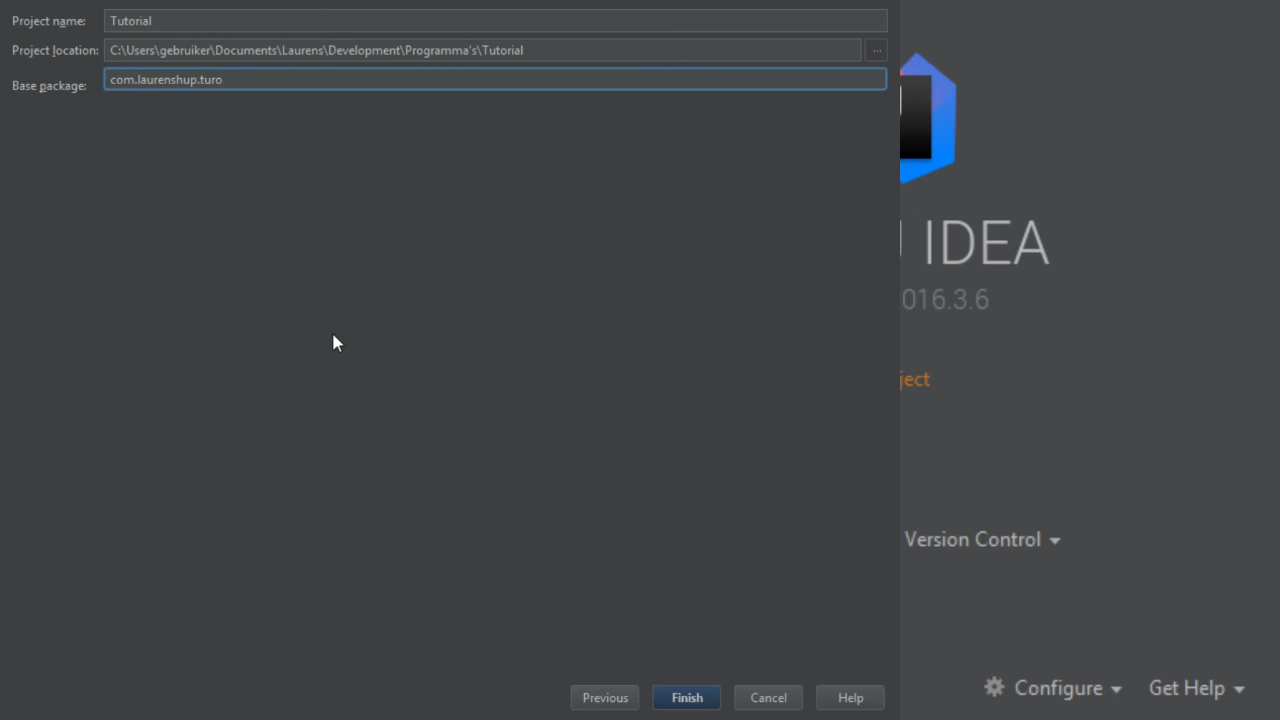 Project name: Tutorial
Project location: C:\Users\gebruiker\Documents\Laurens\Development\Programma's\Tutorial ...
Base package: com.laurenshup.turo
IDEA
016.3.6
ject
Version Control
Configure Get Help
Previous Finish Cancel Help